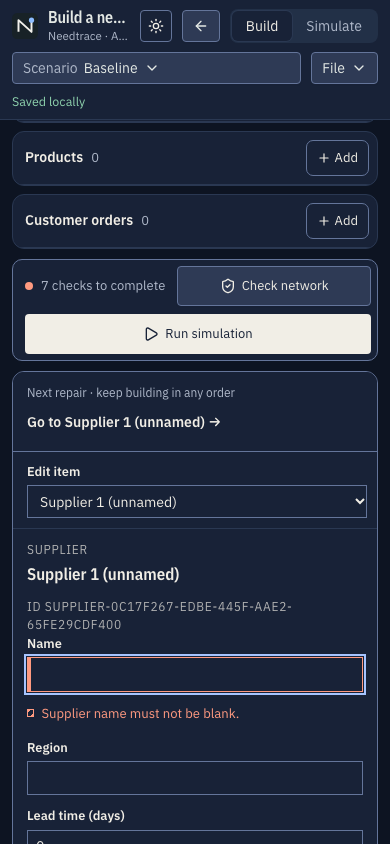 Build a ne...
Needtrace · A...
Build
Simulate
Scenario Baseline
File
Saved locally
Products 0
Add
Customer orders 0
Add
7 checks to complete
Check network
Run simulation
Next repair · keep building in any order
Go to Supplier 1 (unnamed) →
Edit item
Supplier 1 (unnamed)
SUPPLIER
Supplier 1 (unnamed)
ID SUPPLIER-0C17F267-EDBE-445F-AAE2-
65FE29CDF400
Name
Supplier name must not be blank.
Region
Lead time (days)